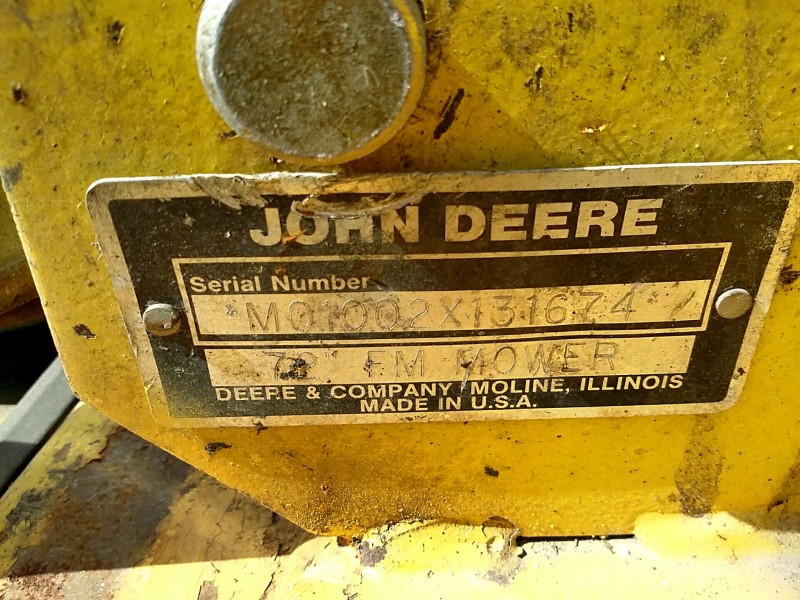 JOHN DEERE
Serial Number
*M01002X131674*
72" FM MOWER
DEERE & COMPANY MOLINE, ILLINOIS
MADE IN U.S.A.